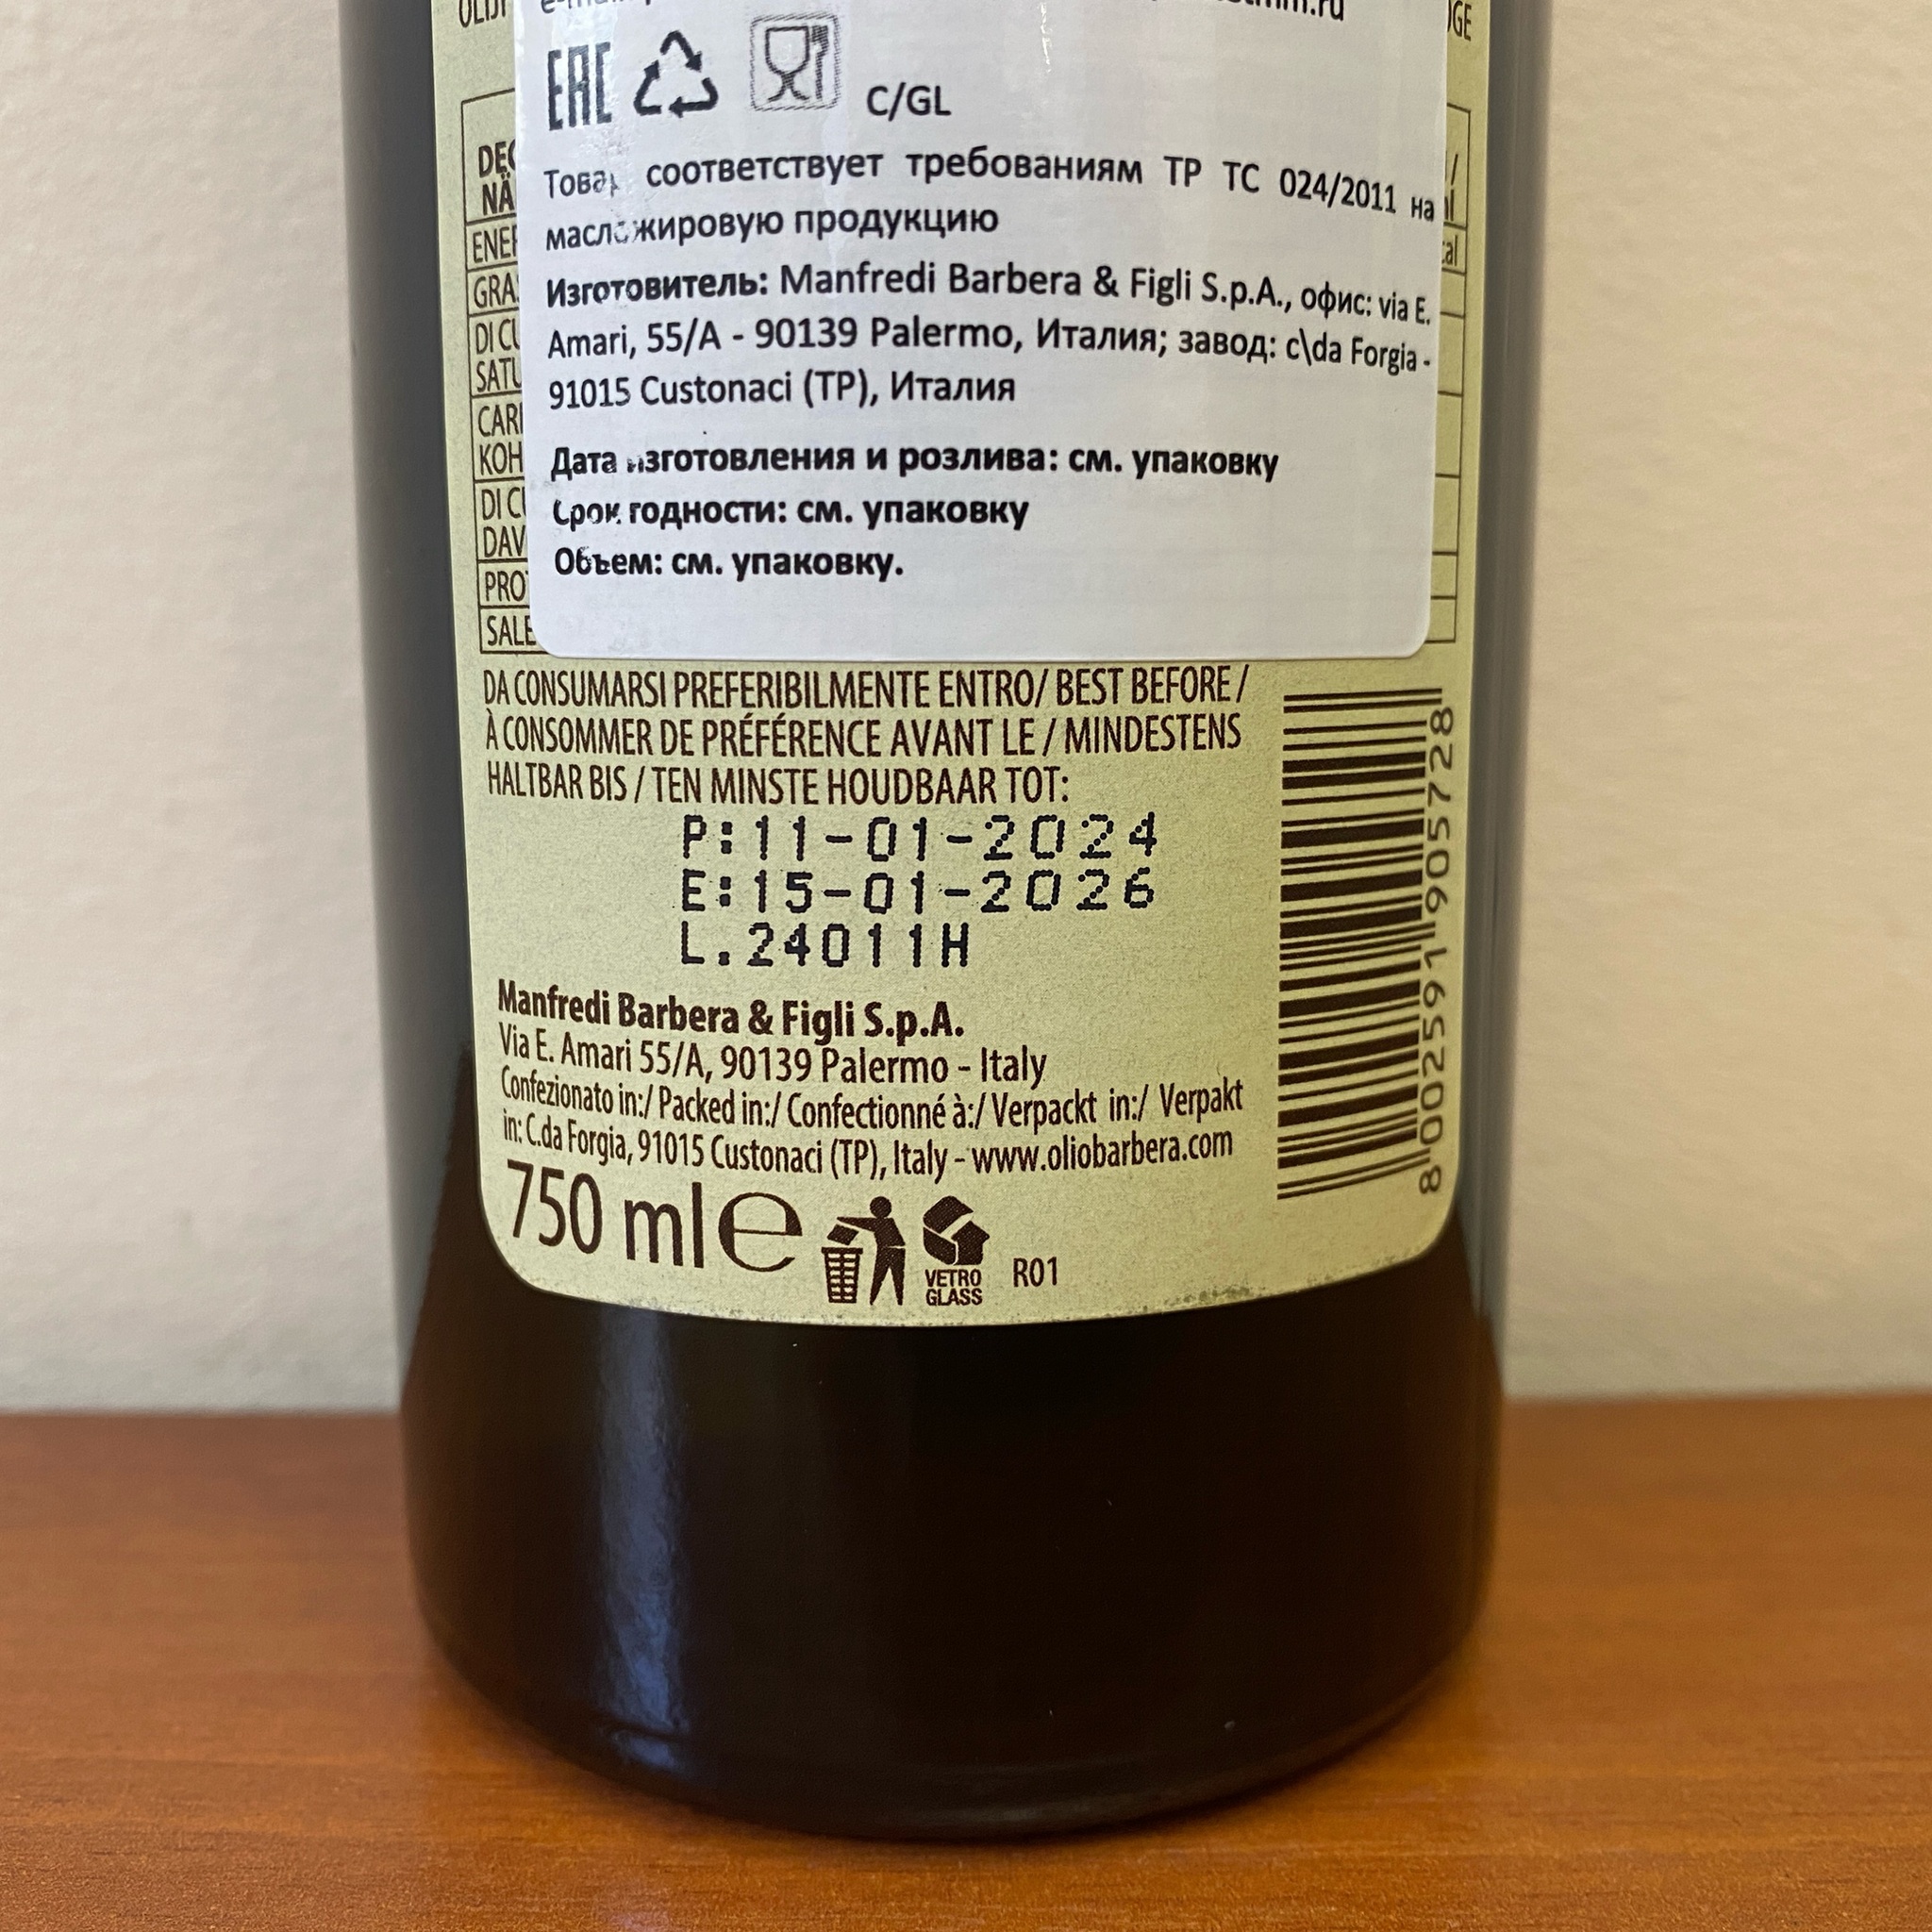 EAC C/GL
Товар соответствует требованиям ТР ТС 024/2011 на
масложировую продукцию
Изготовитель: Manfredi Barbera & Figli S.p.A., офис: via E.
Amari, 55/A - 90139 Palermo, Италия; завод: c\da Forgia -
91015 Custonaci (TP), Италия
Дата изготовления и розлива: см. упаковку
Срок годности: см. упаковку
Объем: см. упаковку.
DA CONSUMARSI PREFERIBILMENTE ENTRO/ BEST BEFORE /
À CONSOMMER DE PRÉFÉRENCE AVANT LE / MINDESTENS
HALTBAR BIS / TEN MINSTE HOUDBAAR TOT:
P:11-01-2024
E:15-01-2026
L.24011H
Manfredi Barbera & Figli S.p.A.
Via E. Amari 55/A, 90139 Palermo - Italy
Confezionato in:/ Packed in:/ Confectionné à:/ Verpackt in:/ Verpakt
in: C.da Forgia, 91015 Custonaci (TP), Italy - www.oliobarbera.com
750 ml e
VETRO
GLASS
R01
8 002591 905728